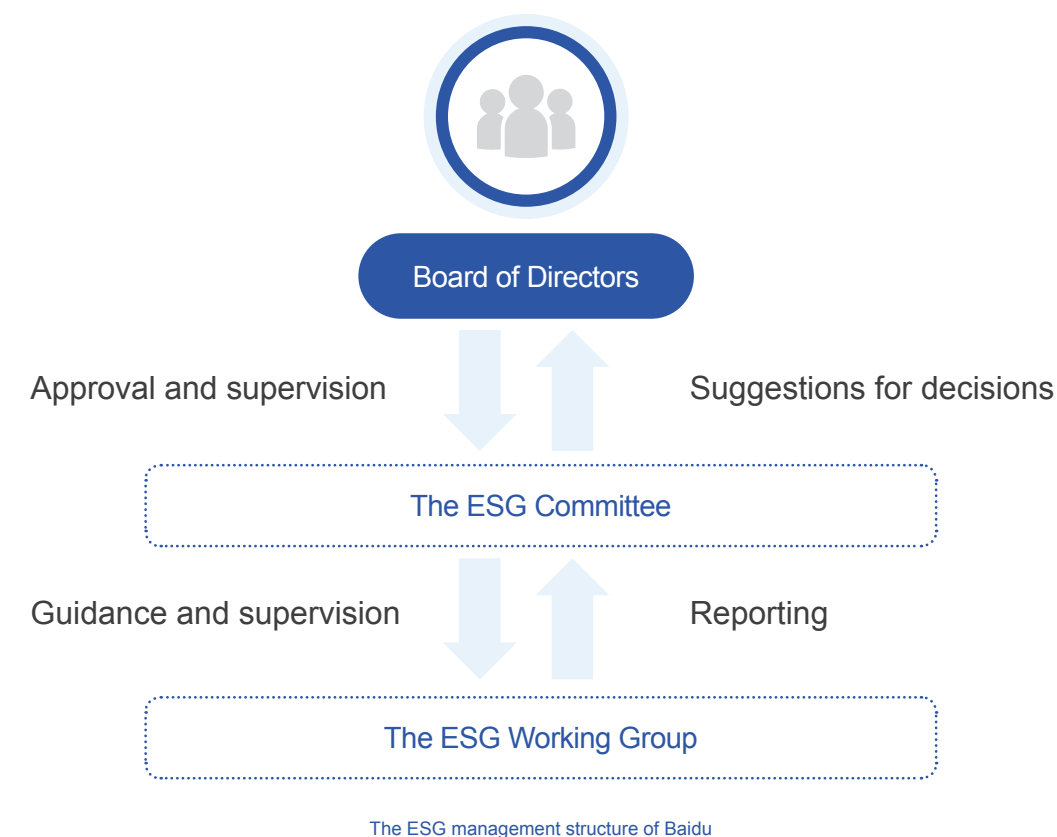 Board of Directors
Approval and supervision
Suggestions for decisions
The ESG Committee
Guidance and supervision
Reporting
The ESG Working Group
The ESG management structure of Baidu